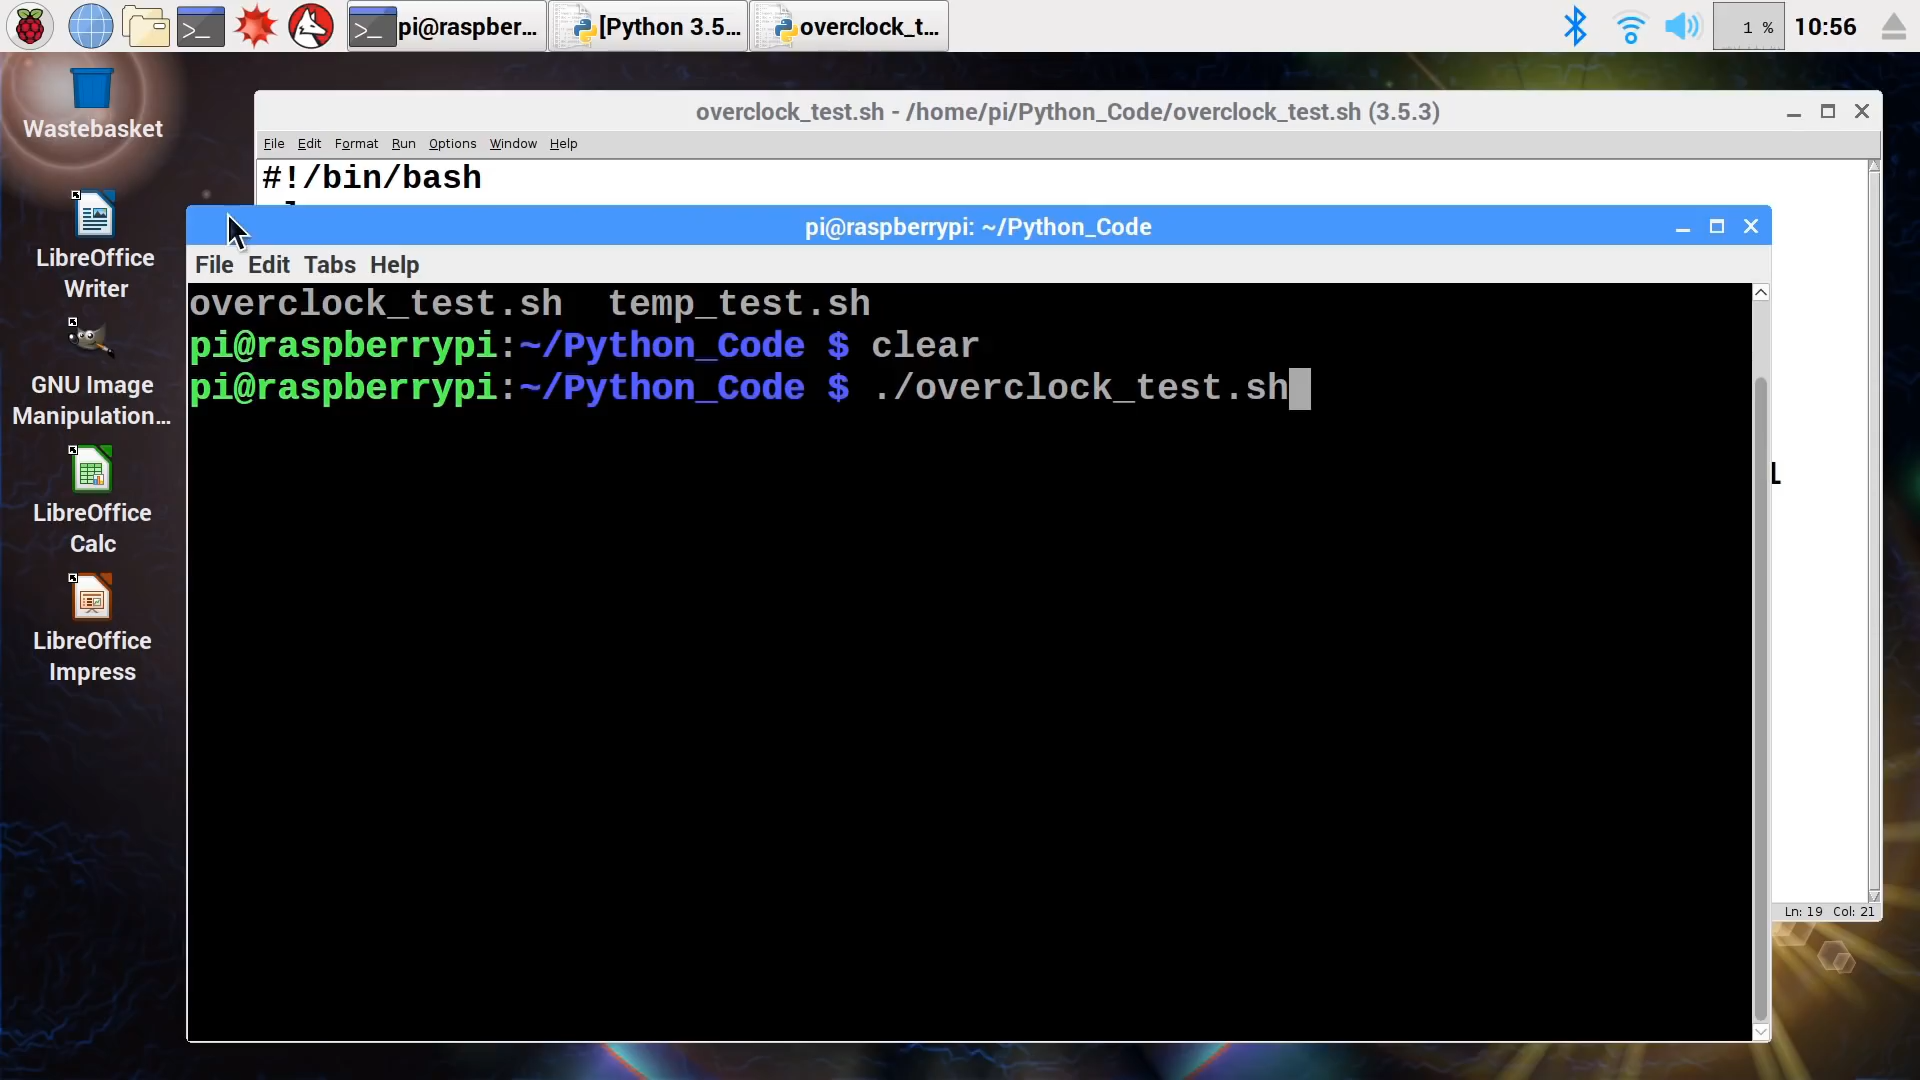 pi@raspber...
[Python 3.5...
overclock_t...
1 %
10:56
Wastebasket
LibreOffice
Writer
GNU Image
Manipulation...
LibreOffice
Calc
LibreOffice
Impress
overclock_test.sh - /home/pi/Python_Code/overclock_test.sh (3.5.3)
File Edit Format Run Options Window Help
#!/bin/bash
pi@raspberrypi: ~/Python_Code
File Edit Tabs Help
overclock_test.sh temp_test.sh
pi@raspberrypi:~/Python_Code $ clear
pi@raspberrypi:~/Python_Code $ ./overclock_test.sh
Ln: 19 Col: 21